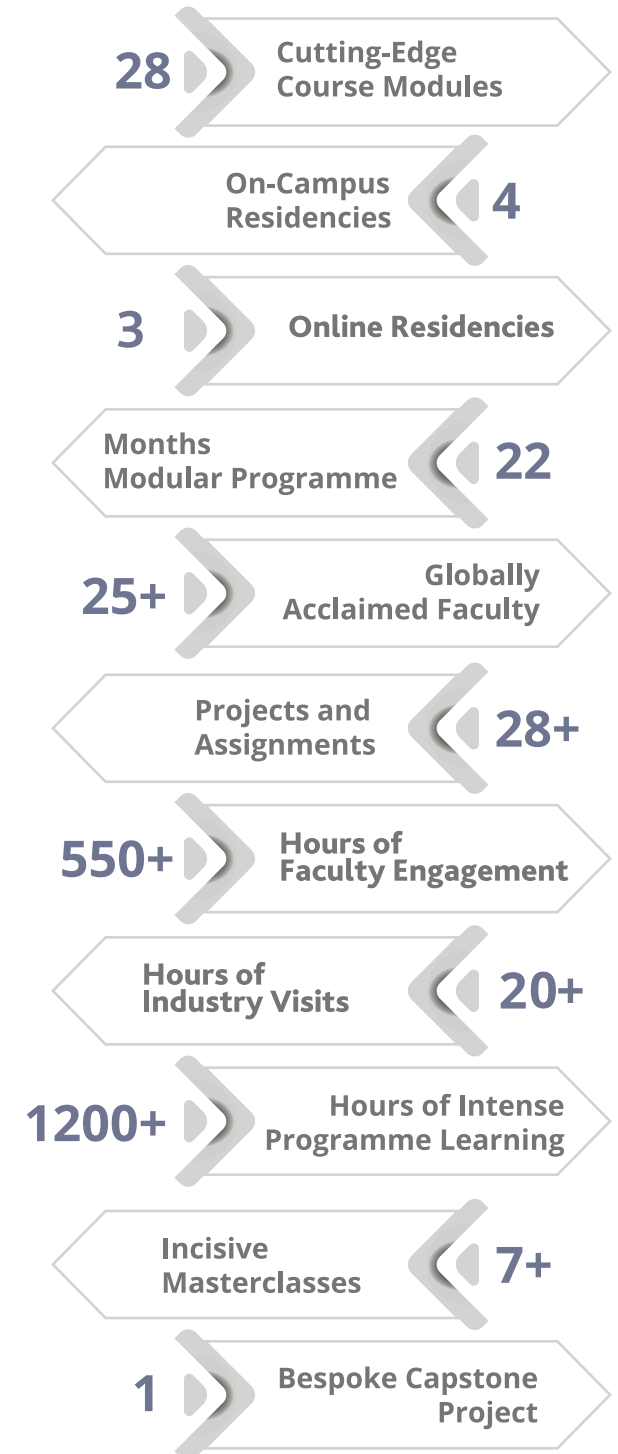 28
Cutting-Edge
Course Modules
On-Campus
Residencies
4
3
Online Residencies
Months
Modular Programme
22
25+
Globally
Acclaimed Faculty
Projects and
Assignments
28+
550+
Hours of
Faculty Engagement
Hours of
Industry Visits
20+
1200+
Hours of Intense
Programme Learning
Incisive
Masterclasses
7+
1
Bespoke Capstone
Project